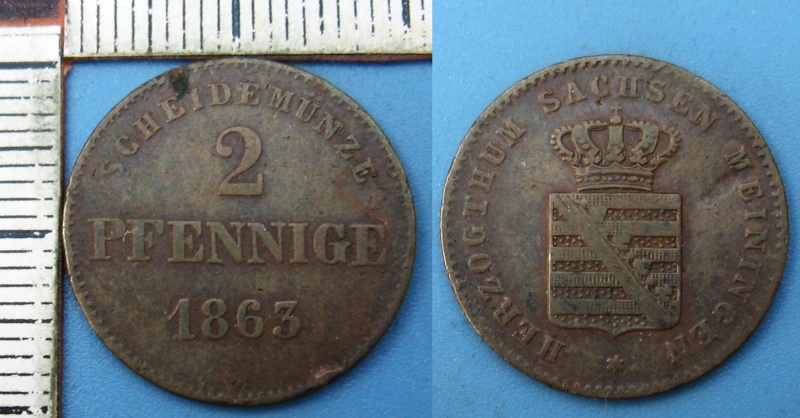 SCHEIDEMÜNZE
2
PFENNIGE
1863
HERZOGTHUM SACHSEN MEININGEN